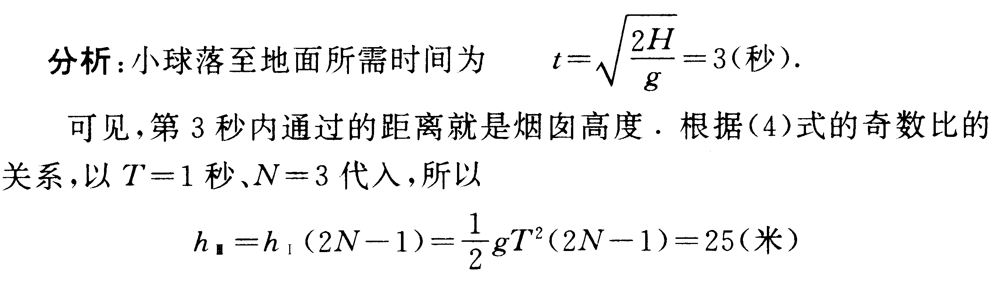 分析:小球落至地面所需时间为 t=√(2H/g)=3(秒).
可见,第 3 秒内通过的距离就是烟囱高度. 根据(4)式的奇数比的
关系,以 T=1 秒、N=3 代入,所以
h_Ⅲ=h_Ⅰ(2N-1)=1/2 gT²(2N-1)=25(米)